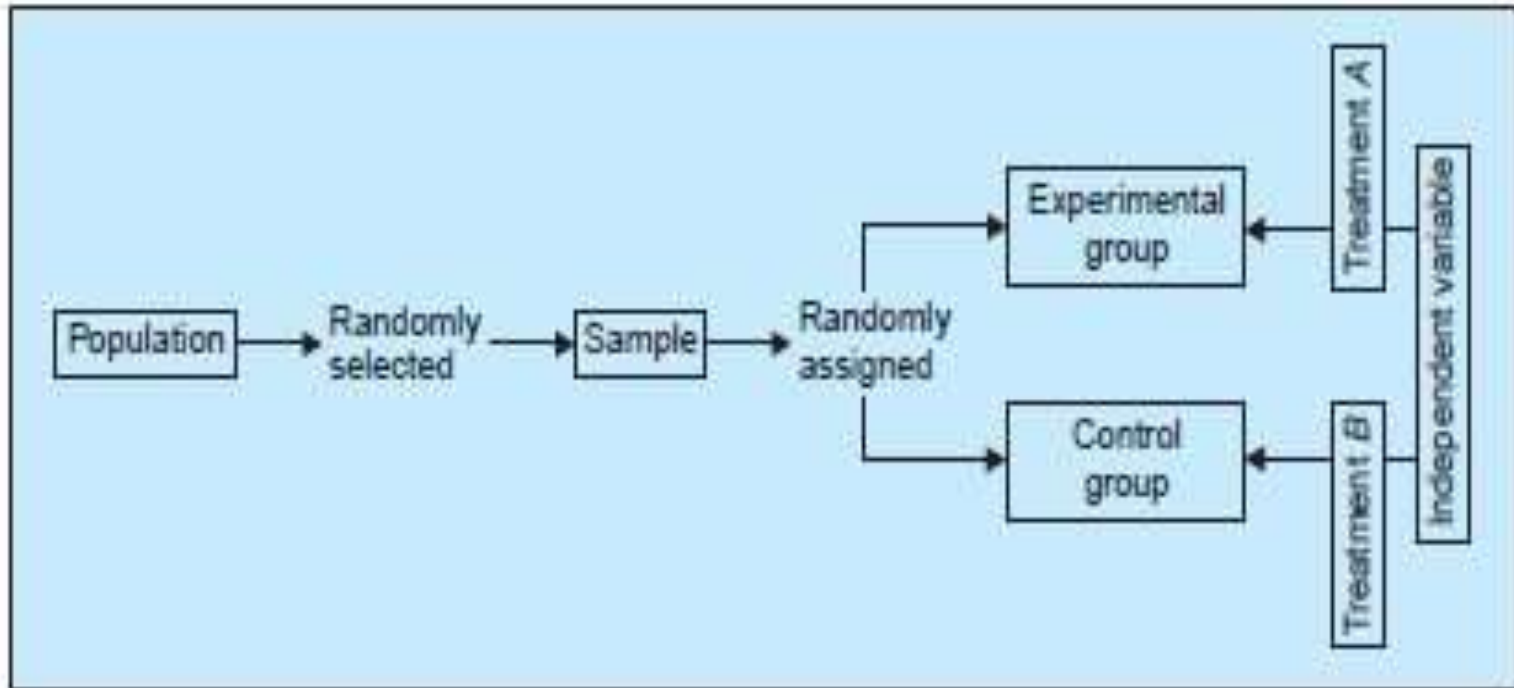 Population
Randomly
selected
Sample
Randomly
assigned
Experimental
group
Control
group
Treatment A
Treatment B
Independent variable